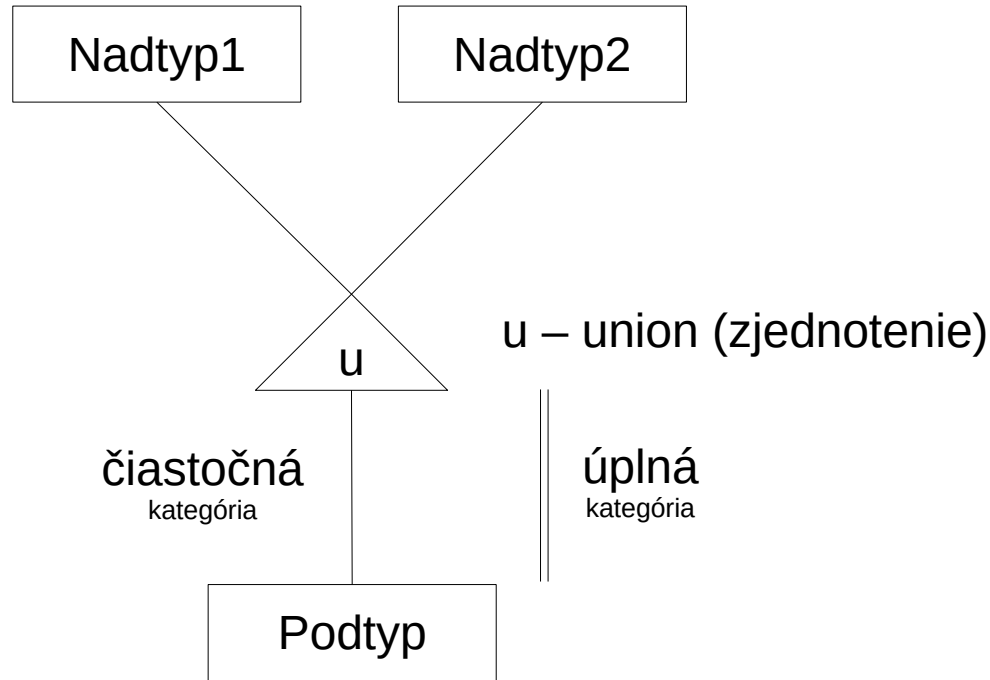 Nadtyp1
Nadtyp2
u
u – union (zjednotenie)
čiastočná
kategória
úplná
kategória
Podtyp